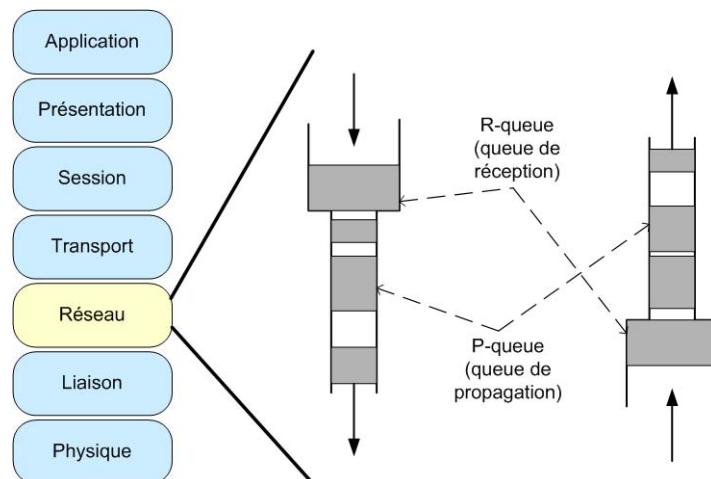 Application
Présentation
Session
Transport
Réseau
Liaison
Physique
R-queue
(queue de
réception)
P-queue
(queue de
propagation)